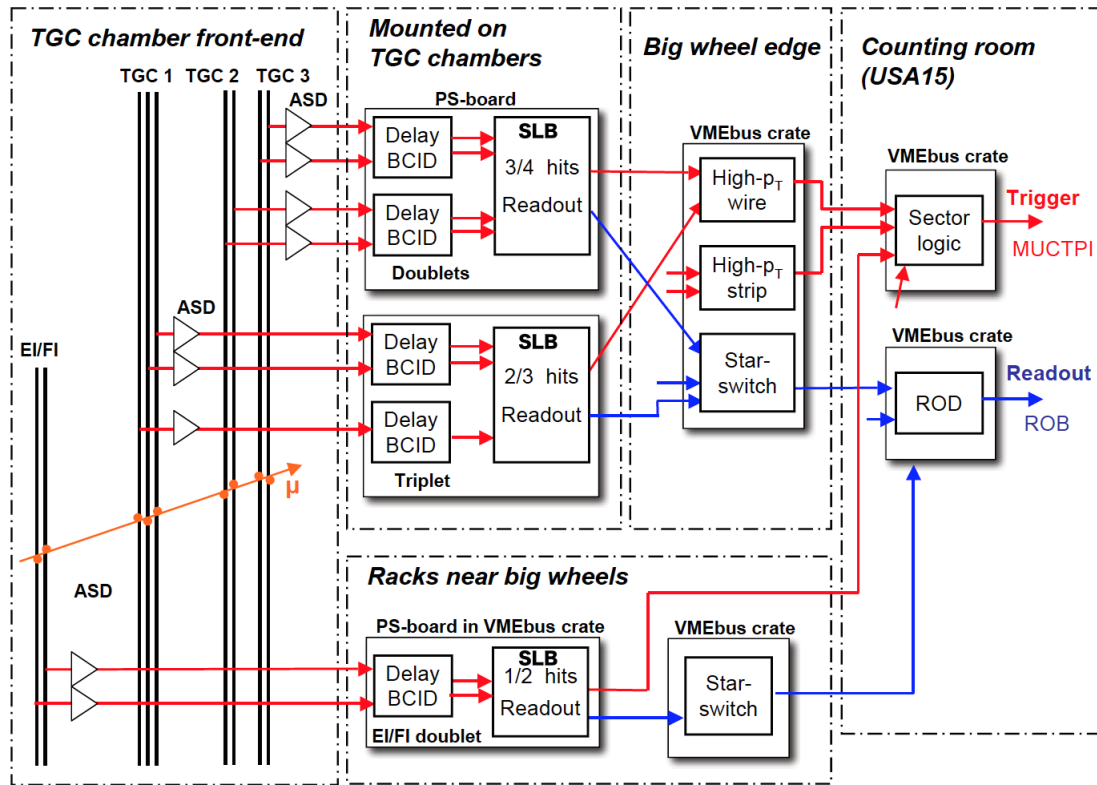 TGC chamber front-end
TGC 1
TGC 2
TGC 3
ASD
ASD
EI/FI
μ
ASD
Mounted on
TGC chambers
PS-board
Delay
BCID
Delay
BCID
Doublets
SLB
3/4 hits
Readout
Delay
BCID
Delay
BCID
Triplet
SLB
2/3 hits
Readout
Big wheel edge
VMEbus crate
High-pT
wire
High-pT
strip
Star-
switch
Counting room
(USA15)
VMEbus crate
Sector
logic
Trigger
MUCTPI
VMEbus crate
ROD
Readout
ROB
Racks near big wheels
PS-board in VMEbus crate
Delay
BCID
EI/FI doublet
SLB
1/2 hits
Readout
VMEbus crate
Star-
switch